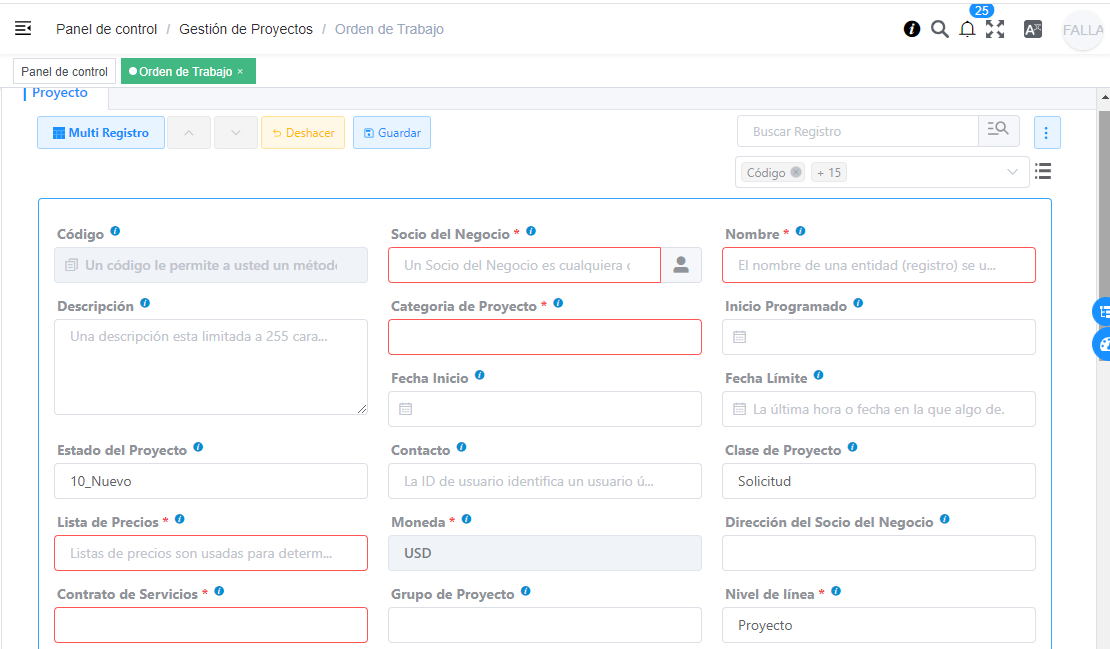 Panel de control / Gestión de Proyectos / Orden de Trabajo
25
FALLA
Panel de control
Orden de Trabajo ×
Proyecto
Multi Registro
Deshacer
Guardar
Buscar Registro
Código
+ 15
Código
Socio del Negocio *
Nombre *
Un código le permite a usted un método
Un Socio del Negocio es cualquiera
El nombre de una entidad (registro) se u...
Descripción
Categoria de Proyecto *
Inicio Programado
Una descripción esta limitada a 255 cara...
Fecha Inicio
Fecha Límite
La última hora o fecha en la que algo de.
Estado del Proyecto
Contacto
Clase de Proyecto
10_Nuevo
La ID de usuario identifica un usuario ú...
Solicitud
Lista de Precios *
Moneda *
Dirección del Socio del Negocio
Listas de precios son usadas para determ...
USD
Contrato de Servicios *
Grupo de Proyecto
Nivel de línea *
Proyecto